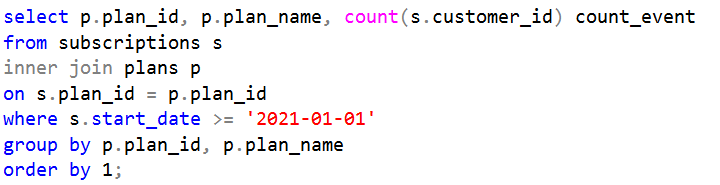 select p.plan_id, p.plan_name, count(s.customer_id) count_event
from subscriptions s
inner join plans p
on s.plan_id = p.plan_id
where s.start_date >= '2021-01-01'
group by p.plan_id, p.plan_name
order by 1;